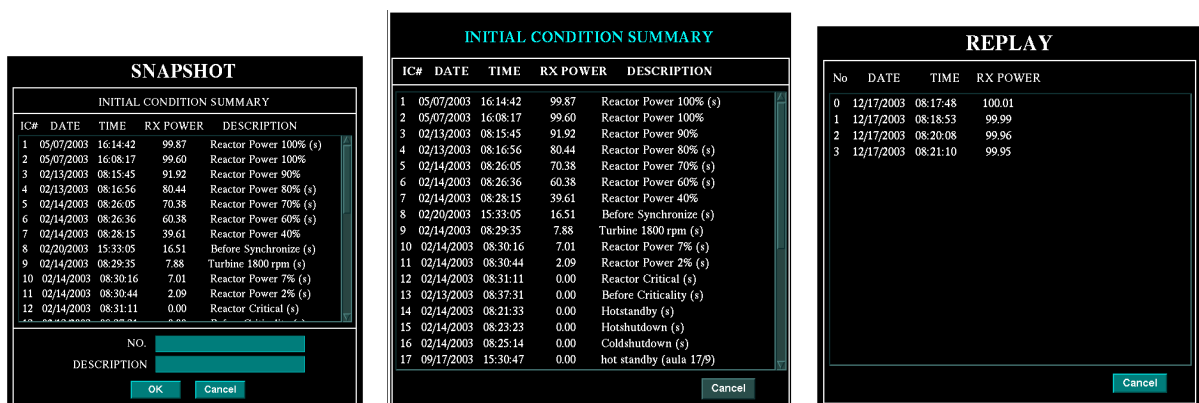 SNAPSHOT
INITIAL CONDITION SUMMARY
IC# DATE TIME RX POWER DESCRIPTION
1 05/07/2003 16:14:42 99.87 Reactor Power 100% (s)
2 05/07/2003 16:08:17 99.60 Reactor Power 100%
3 02/13/2003 08:15:45 91.92 Reactor Power 90%
4 02/13/2003 08:16:56 80.44 Reactor Power 80% (s)
5 02/14/2003 08:26:05 70.38 Reactor Power 70% (s)
6 02/14/2003 08:26:36 60.38 Reactor Power 60% (s)
7 02/14/2003 08:28:15 39.61 Reactor Power 40%
8 02/20/2003 15:33:05 16.51 Before Synchronize (s)
9 02/14/2003 08:29:35 7.88 Turbine 1800 rpm (s)
10 02/14/2003 08:30:16 7.01 Reactor Power 7% (s)
11 02/14/2003 08:30:44 2.09 Reactor Power 2% (s)
12 02/14/2003 08:31:11 0.00 Reactor Critical (s)
NO.
DESCRIPTION
OK Cancel
INITIAL CONDITION SUMMARY
IC# DATE TIME RX POWER DESCRIPTION
1 05/07/2003 16:14:42 99.87 Reactor Power 100% (s)
2 05/07/2003 16:08:17 99.60 Reactor Power 100%
3 02/13/2003 08:15:45 91.92 Reactor Power 90%
4 02/13/2003 08:16:56 80.44 Reactor Power 80% (s)
5 02/14/2003 08:26:05 70.38 Reactor Power 70% (s)
6 02/14/2003 08:26:36 60.38 Reactor Power 60% (s)
7 02/14/2003 08:28:15 39.61 Reactor Power 40%
8 02/20/2003 15:33:05 16.51 Before Synchronize (s)
9 02/14/2003 08:29:35 7.88 Turbine 1800 rpm (s)
10 02/14/2003 08:30:16 7.01 Reactor Power 7% (s)
11 02/14/2003 08:30:44 2.09 Reactor Power 2% (s)
12 02/14/2003 08:31:11 0.00 Reactor Critical (s)
13 02/13/2003 08:37:31 0.00 Before Criticality (s)
14 02/14/2003 08:21:33 0.00 Hotstandby (s)
15 02/14/2003 08:23:23 0.00 Hotshutdown (s)
16 02/14/2003 08:25:14 0.00 Coldshutdown (s)
17 09/17/2003 15:30:47 0.00 hot standby (aula 17/9)
Cancel
REPLAY
No DATE TIME RX POWER
0 12/17/2003 08:17:48 100.01
1 12/17/2003 08:18:53 99.99
2 12/17/2003 08:20:08 99.96
3 12/17/2003 08:21:10 99.95
Cancel